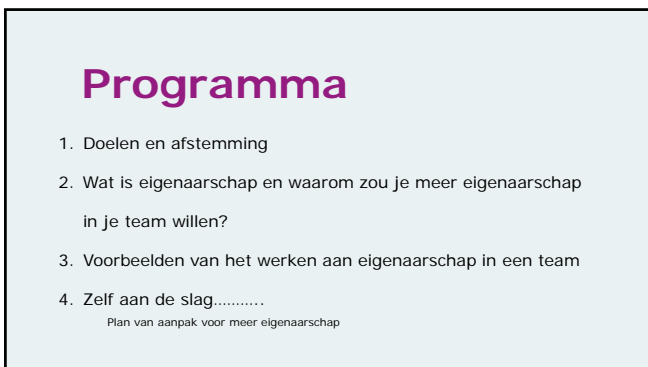 Programma
1. Doelen en afstemming
2. Wat is eigenaarschap en waarom zou je meer eigenaarschap
in je team willen?
3. Voorbeelden van het werken aan eigenaarschap in een team
4. Zelf aan de slag...........
Plan van aanpak voor meer eigenaarschap